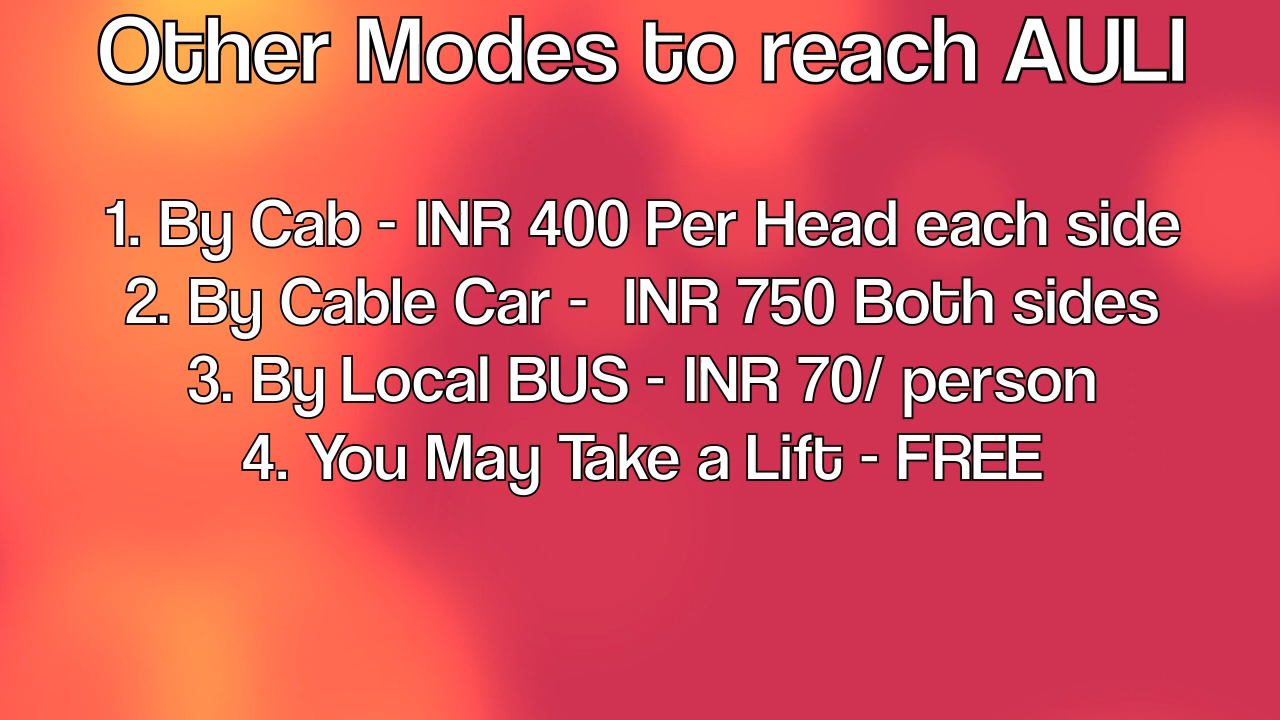 Other Modes to reach AULI
1. By Cab - INR 400 Per Head each side
2. By Cable Car -  INR 750 Both sides
3. By Local BUS - INR 70/ person
4. You May Take a Lift - FREE